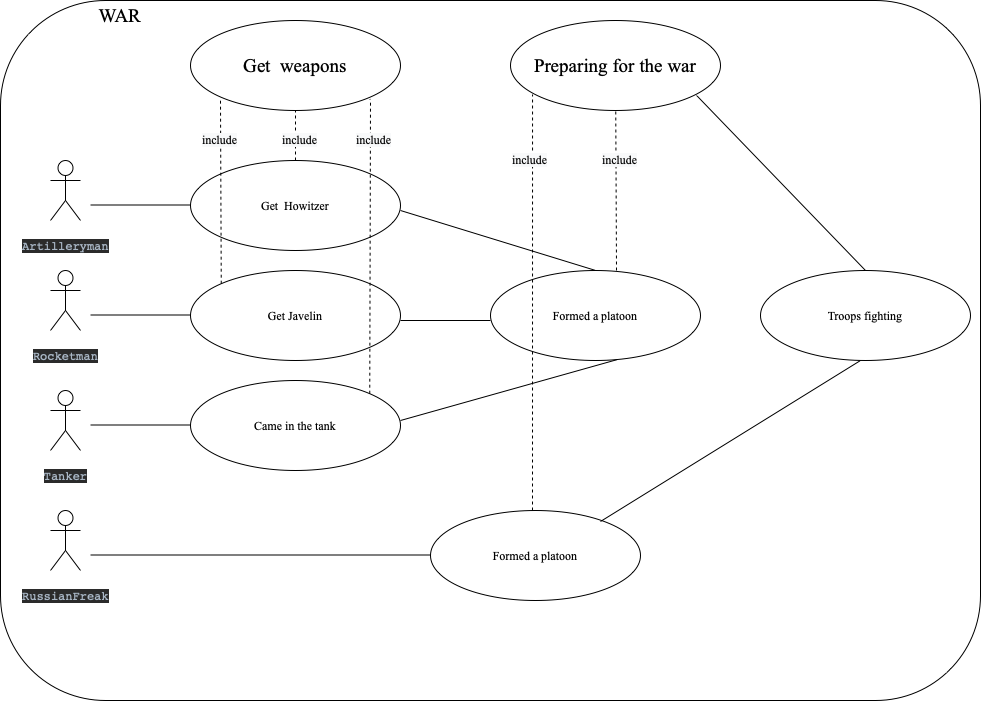 WAR
Get weapons
Preparing for the war
include
include
include
include
include
Get Howitzer
Artilleryman
Get Javelin
Formed a platoon
Troops fighting
Rocketman
Came in the tank
Tanker
Formed a platoon
RussianFreak